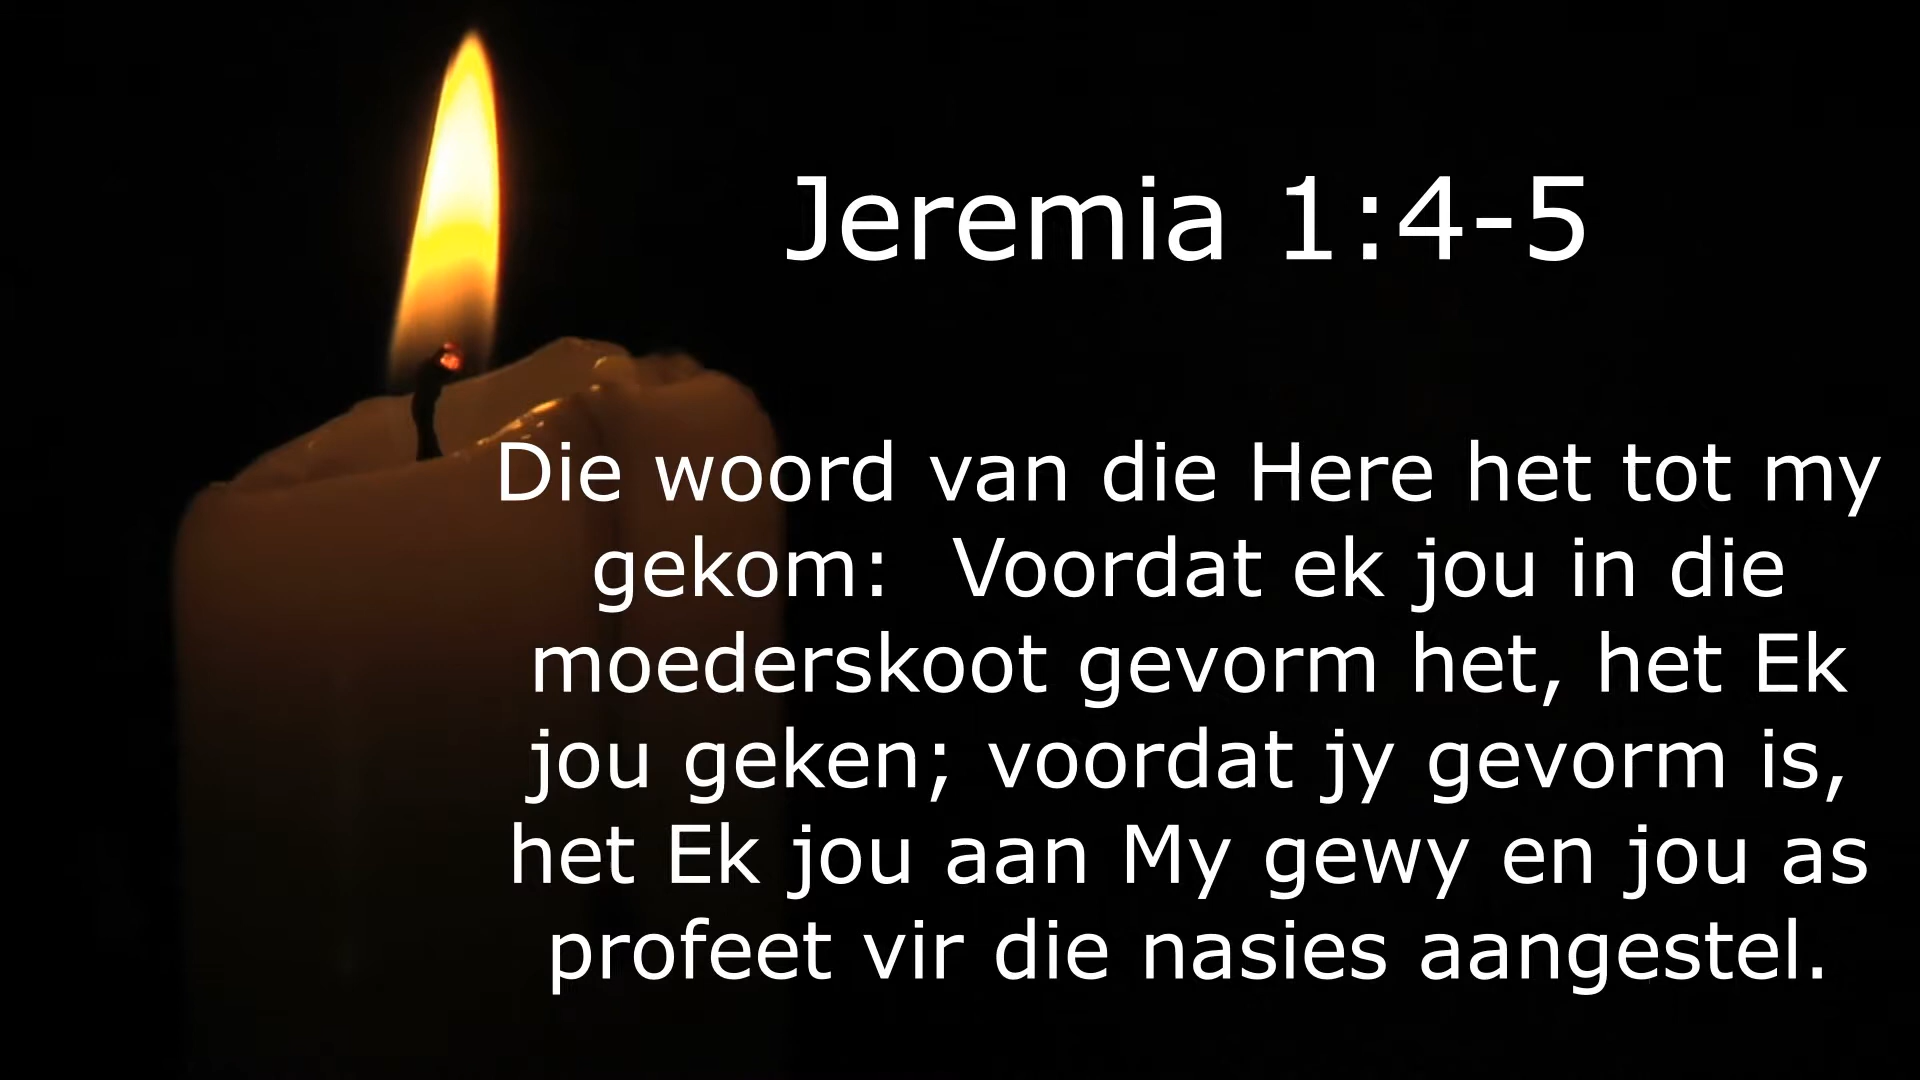 Jeremia 1:4-5
Die woord van die Here het tot my
gekom:  Voordat ek jou in die
moederskoot gevorm het, het Ek
jou geken; voordat jy gevorm is,
het Ek jou aan My gewy en jou as
profeet vir die nasies aangestel.